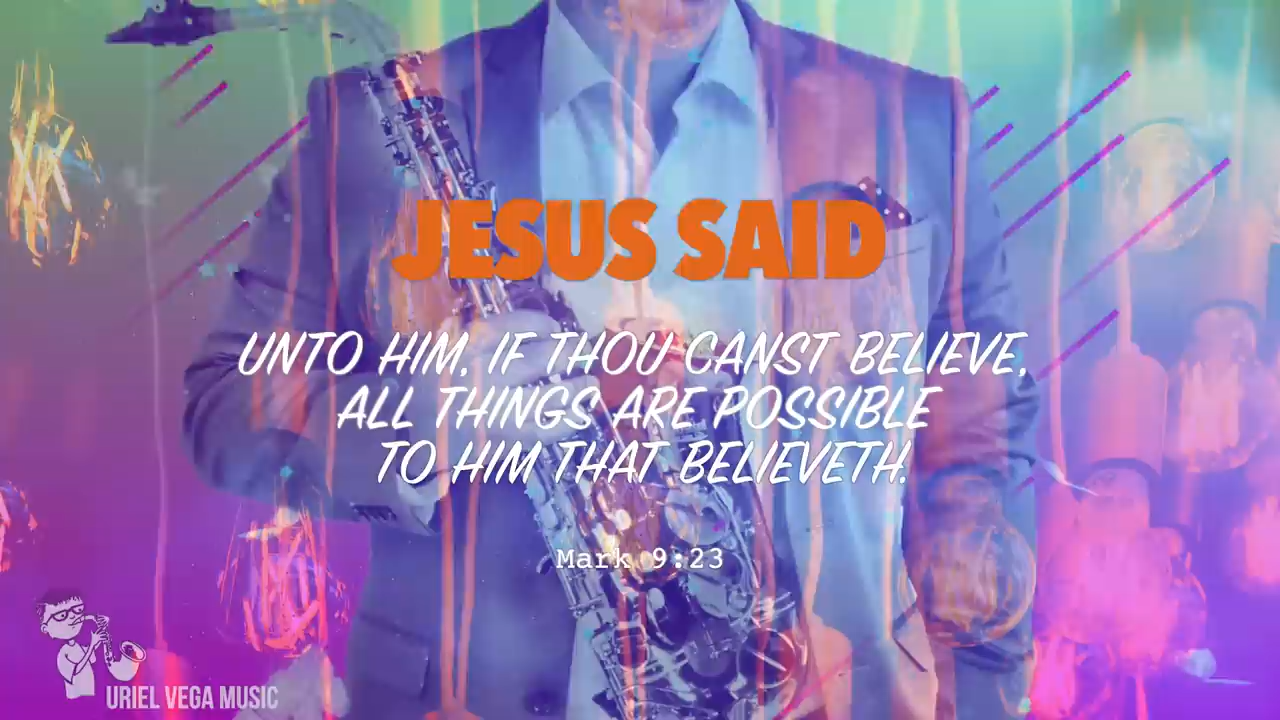 JESUS SAID
UNTO HIM, IF THOU CANST BELIEVE,
ALL THINGS ARE POSSIBLE
TO HIM THAT BELIEVETH.
Mark 9:23
URIEL VEGA MUSIC